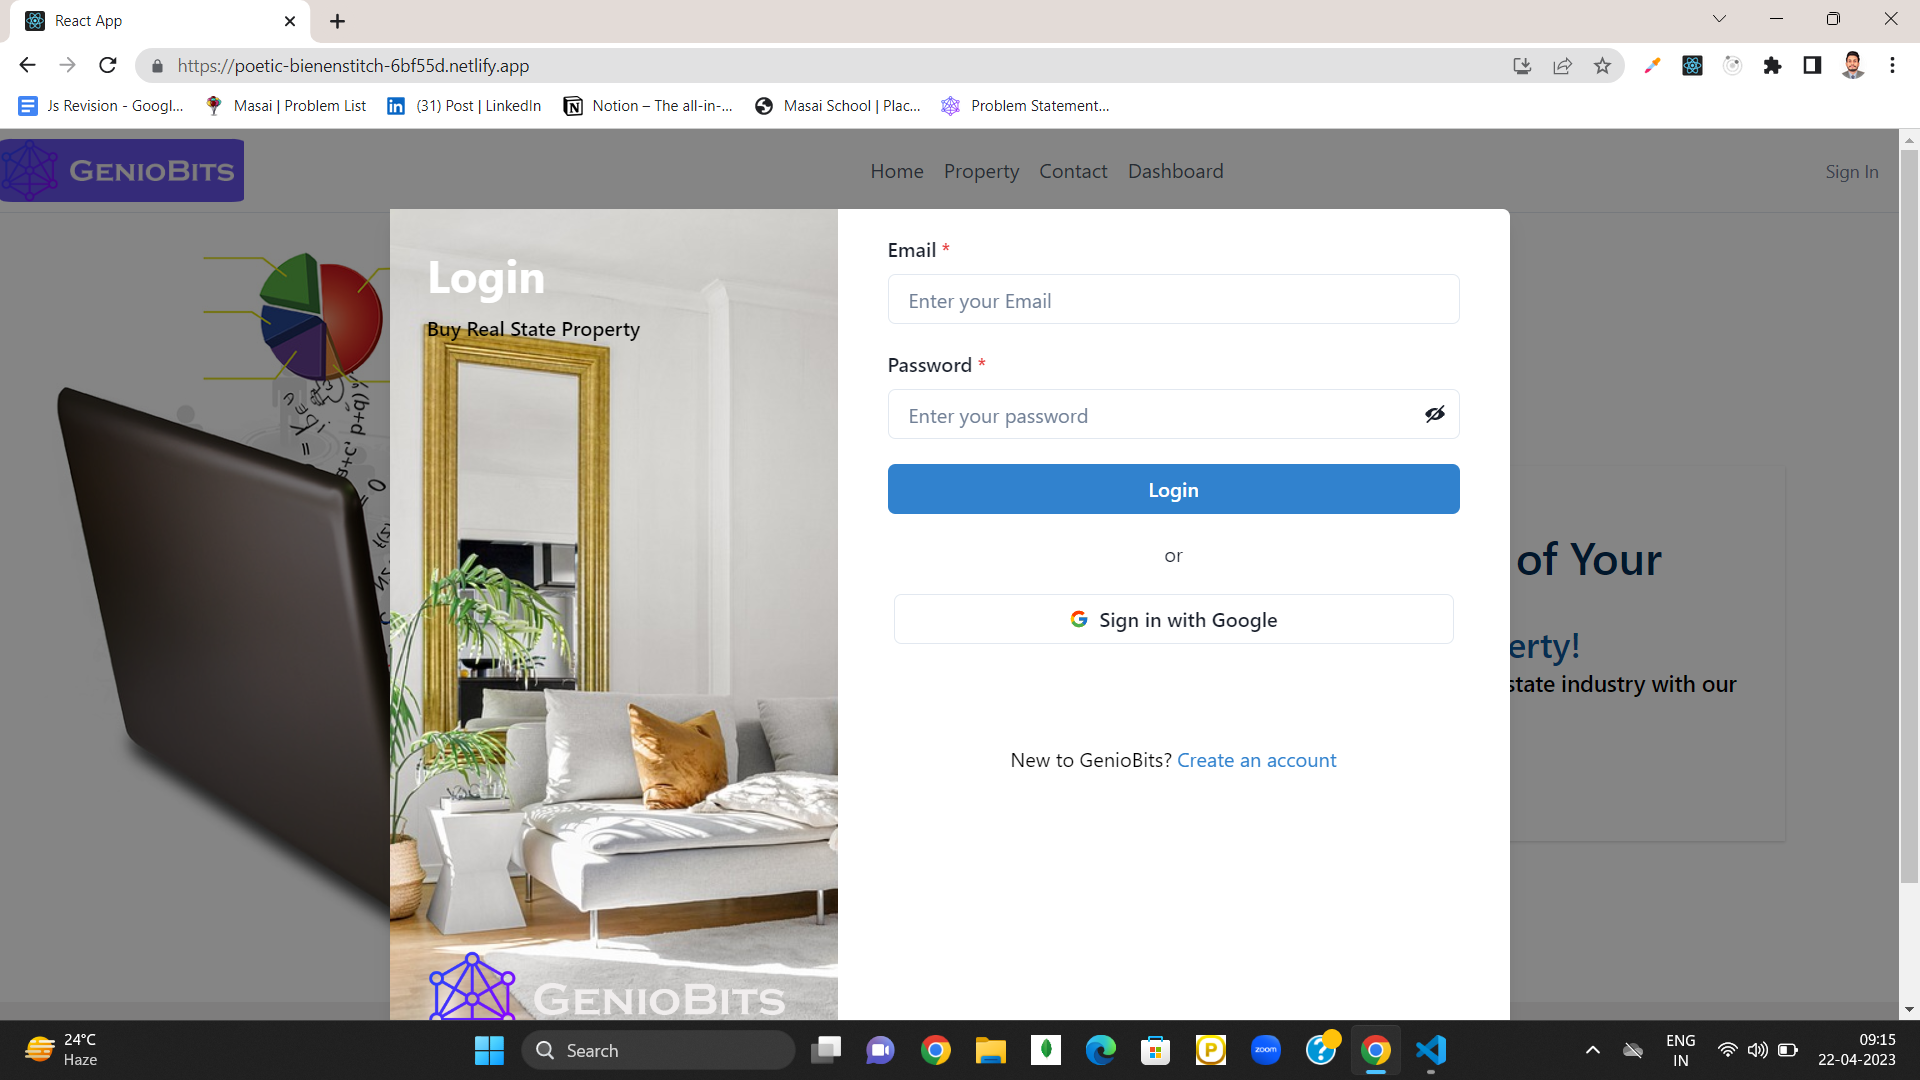 React App
https://poetic-bienenstitch-6bf55d.netlify.app
Js Revision - Googl...
Masai | Problem List
(31) Post | LinkedIn
Notion – The all-in-...
Masai School | Plac...
Problem Statement...
GENIOBITS
Home
Property
Contact
Dashboard
Sign In
Login
Buy Real State Property
Email *
Enter your Email
Password *
Enter your password
Login
or
Sign in with Google
New to GenioBits? Create an account
of Your
erty!
state industry with our
GENIOBITS
24°C
Haze
Search
zoom
ENG
IN
09:15
22-04-2023